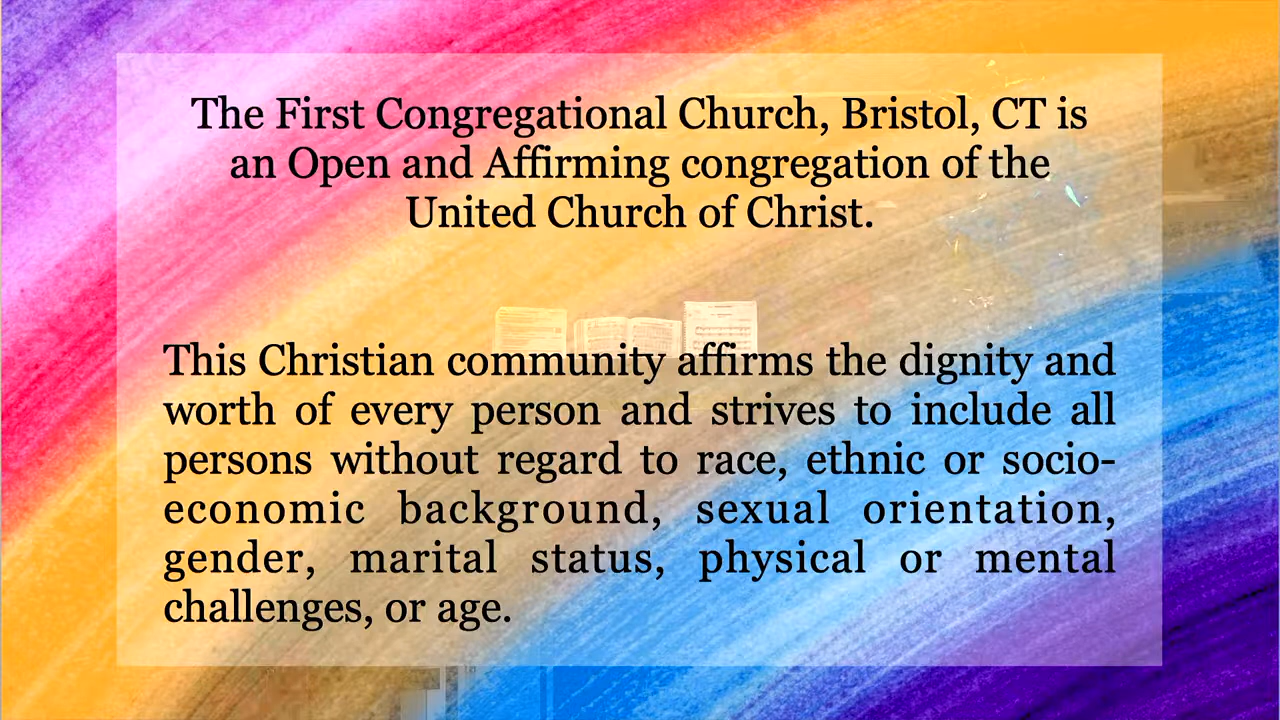 The First Congregational Church, Bristol, CT is
an Open and Affirming congregation of the
United Church of Christ.
This Christian community affirms the dignity and
worth of every person and strives to include all
persons without regard to race, ethnic or socio-
economic background, sexual orientation,
gender, marital status, physical or mental
challenges, or age.